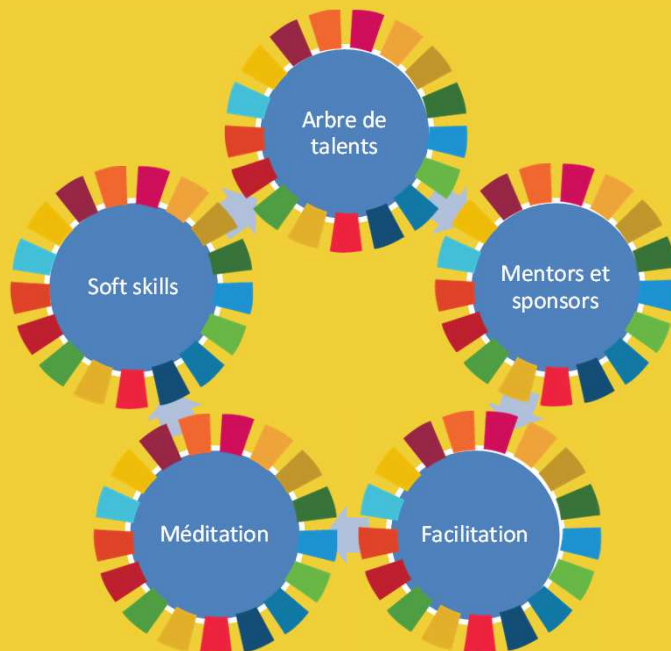 Arbre de
talents
Mentors et
sponsors
Facilitation
Méditation
Soft skills